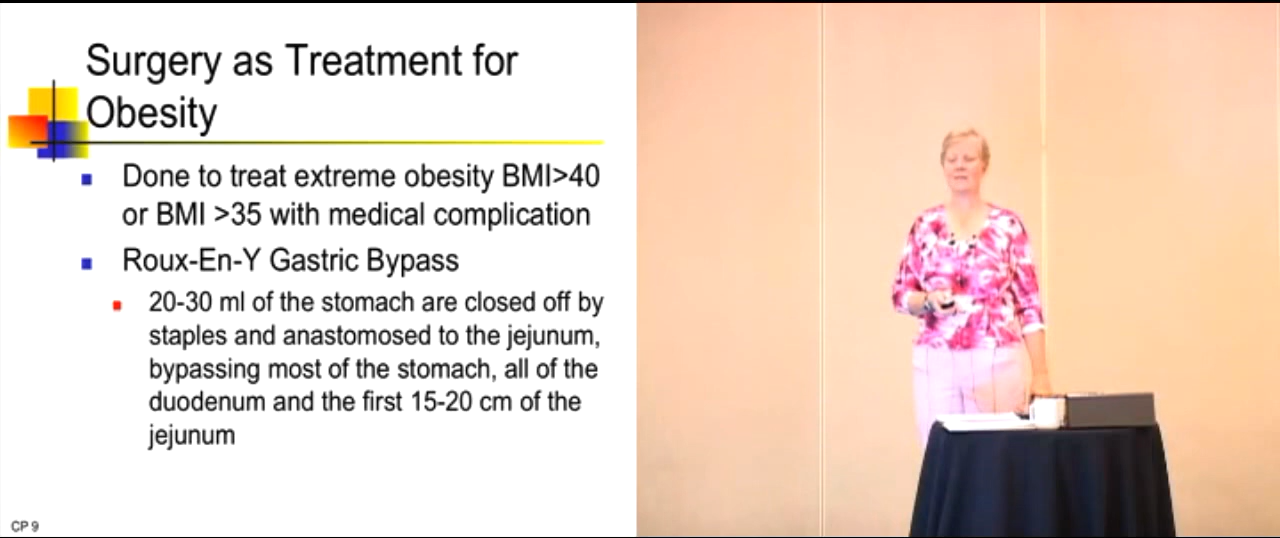 Surgery as Treatment for
Obesity
Done to treat extreme obesity BMI>40
or BMI >35 with medical complication
Roux-En-Y Gastric Bypass
20-30 ml of the stomach are closed off by
staples and anastomosed to the jejunum,
bypassing most of the stomach, all of the
duodenum and the first 15-20 cm of the
jejunum
CP 9